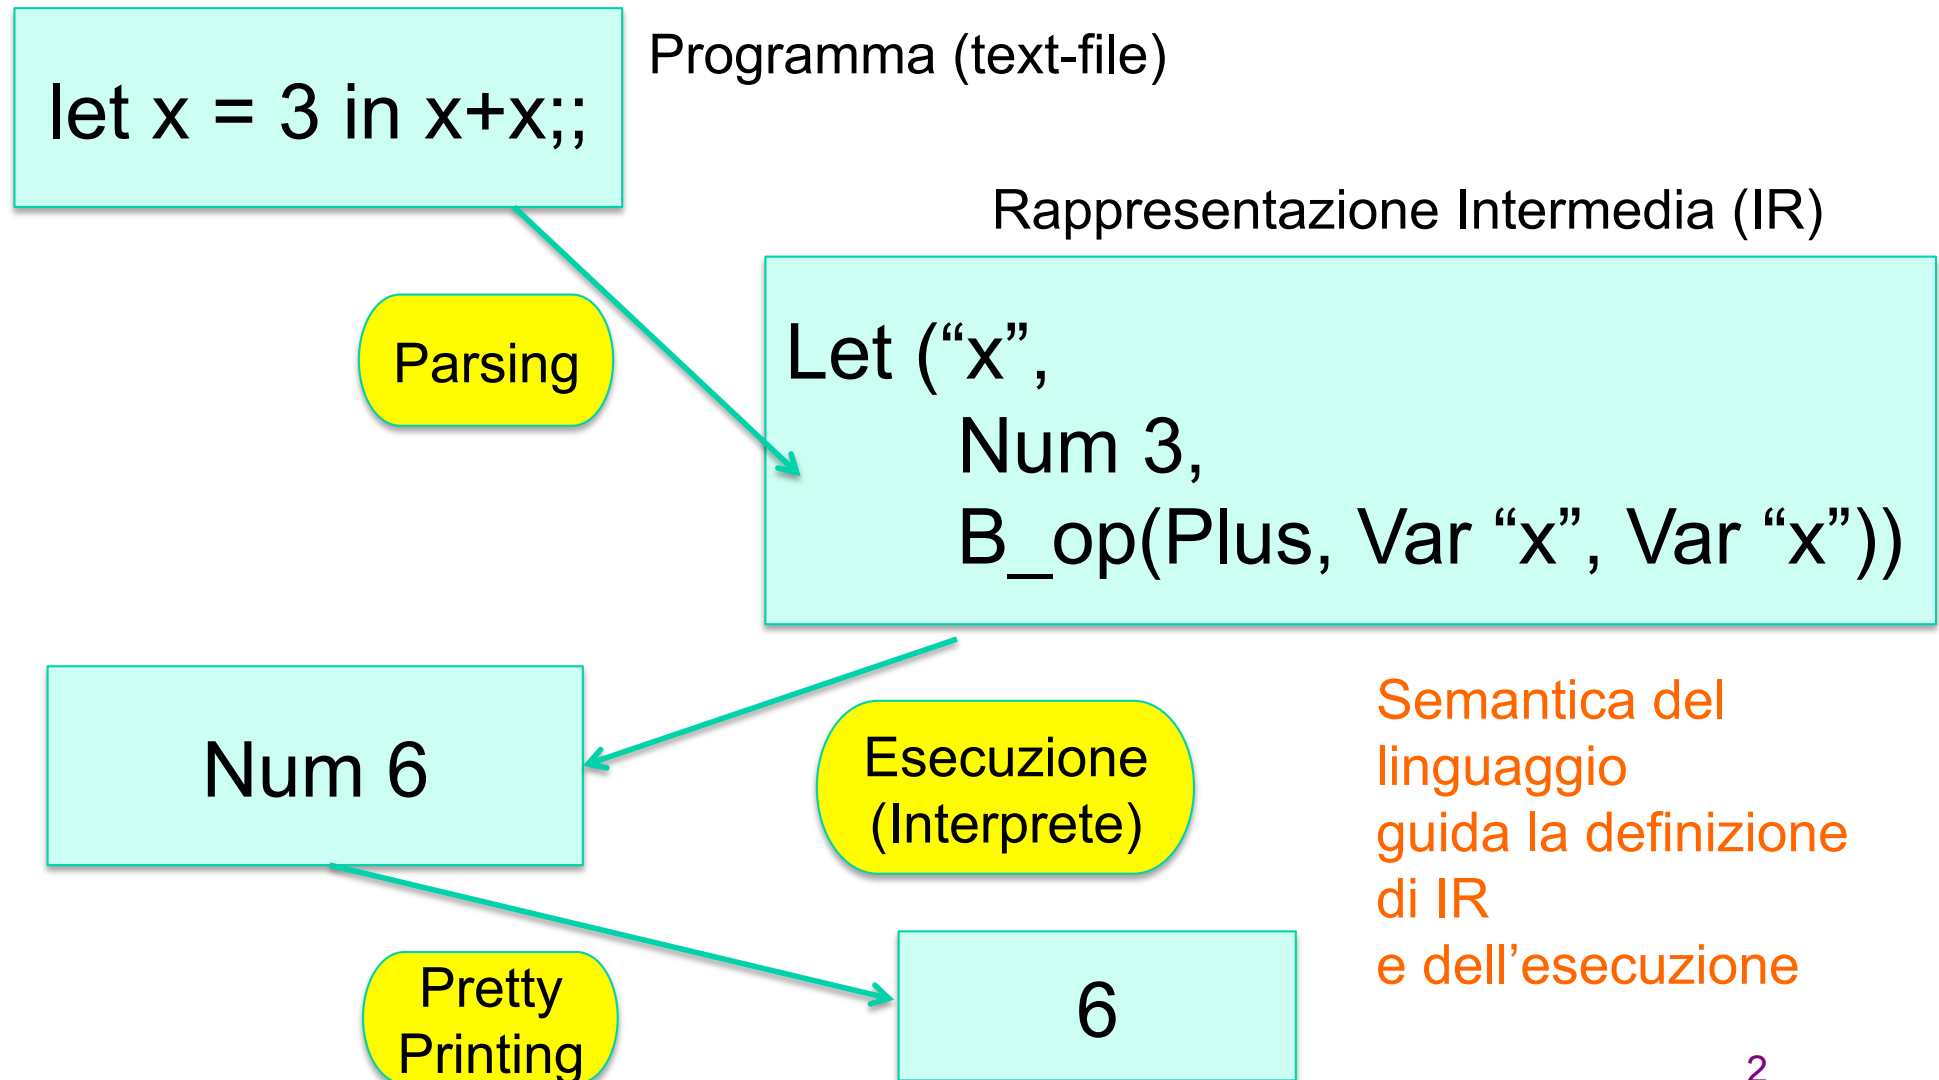 let x = 3 in x+x;;
Programma (text-file)
Rappresentazione Intermedia (IR)
Parsing
Let (“x”,
Num 3,
B_op(Plus, Var “x”, Var “x”))
Num 6
Esecuzione
(Interprete)
Semantica del
linguaggio
guida la definizione
di IR
e dell’esecuzione
Pretty
Printing
6
2